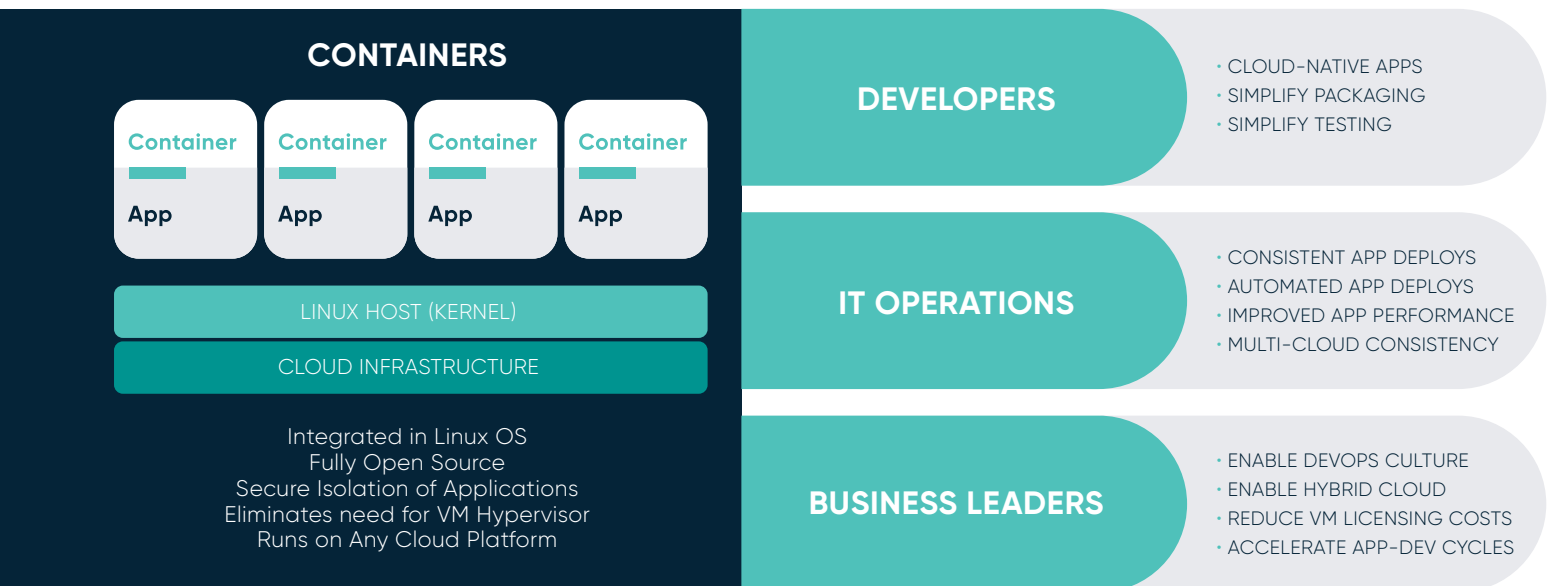 CONTAINERS
Container Container Container Container
App App App App
LINUX HOST (KERNEL)
CLOUD INFRASTRUCTURE
Integrated in Linux OS
Fully Open Source
Secure Isolation of Applications
Eliminates need for VM Hypervisor
Runs on Any Cloud Platform
DEVELOPERS
• CLOUD-NATIVE APPS
• SIMPLIFY PACKAGING
• SIMPLIFY TESTING
IT OPERATIONS
• CONSISTENT APP DEPLOYS
• AUTOMATED APP DEPLOYS
• IMPROVED APP PERFORMANCE
• MULTI-CLOUD CONSISTENCY
BUSINESS LEADERS
• ENABLE DEVOPS CULTURE
• ENABLE HYBRID CLOUD
• REDUCE VM LICENSING COSTS
• ACCELERATE APP-DEV CYCLES